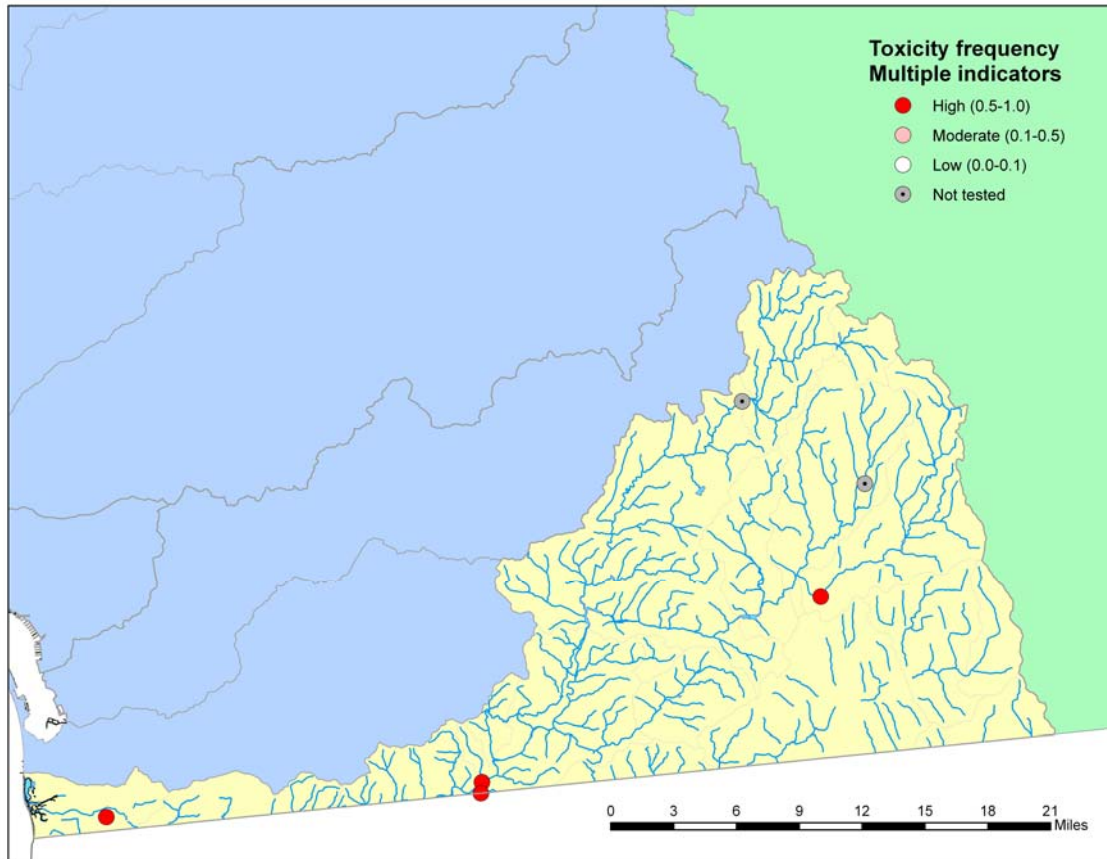 Toxicity frequency
Multiple indicators
High (0.5-1.0)
Moderate (0.1-0.5)
Low (0.0-0.1)
Not tested
0 3 6 9 12 15 18 21
Miles